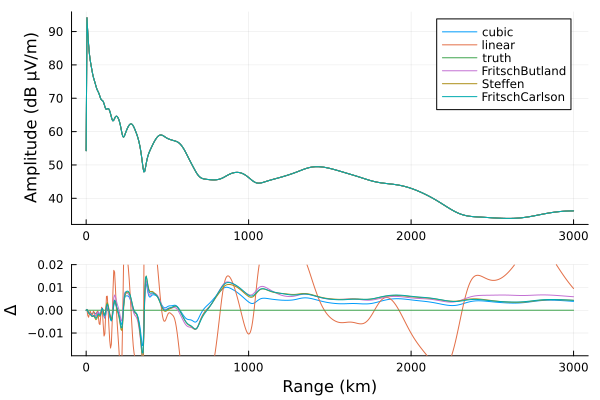 Amplitude (dB μV/m)
90
80
70
60
50
40
0 1000 2000 3000
cubic
linear
truth
FritschButland
Steffen
FritschCarlson
Δ
0.02
0.01
0.00
−0.01
0 1000 2000 3000
Range (km)